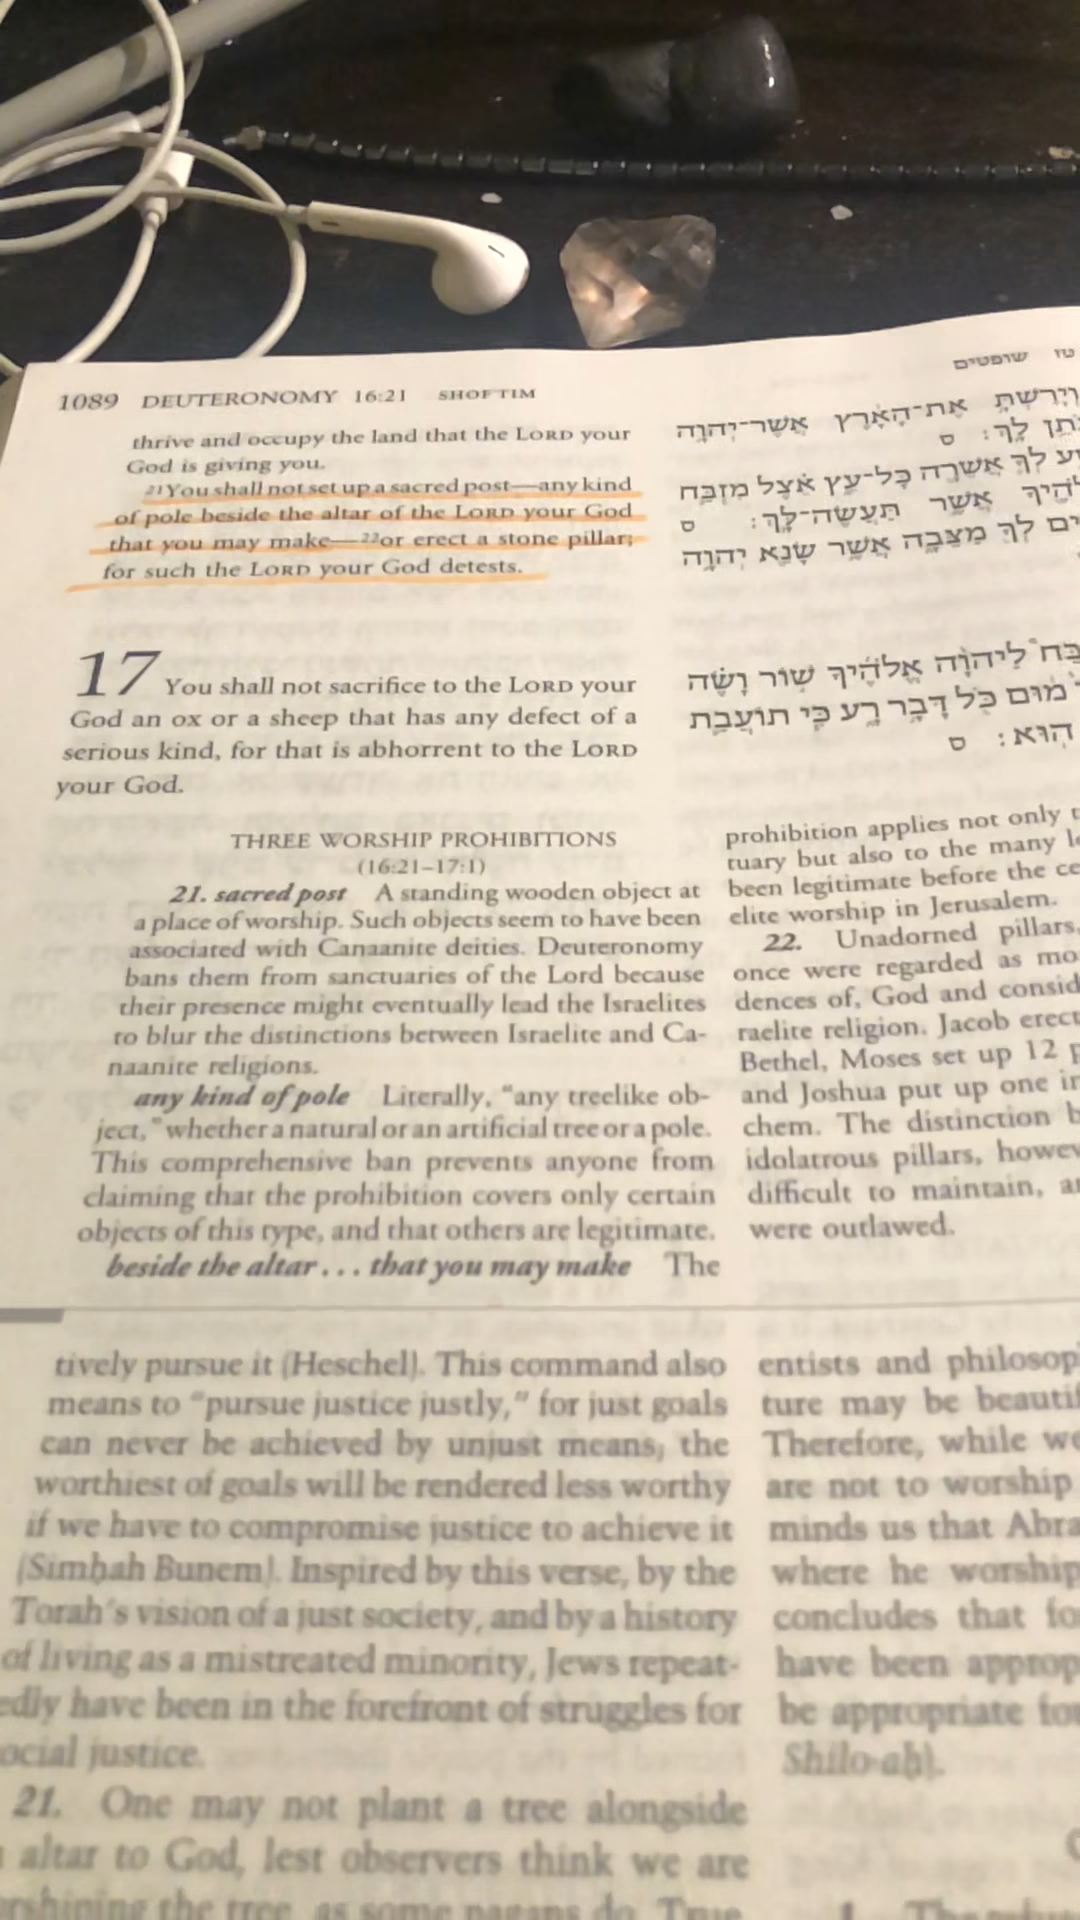 1089 DEUTERONOMY 16:21 SHOFTIM
שופטים טז
thrive and occupy the land that the LORD your
God is giving you.
21You shall not set up a sacred post—any kind
of pole beside the altar of the LORD your God
that you may make—22or erect a stone pillar;
for such the LORD your God detests.
17 You shall not sacrifice to the LORD your
God an ox or a sheep that has any defect of a
serious kind, for that is abhorrent to the LORD
your God.
וְיָרַשְׁתָּ אֶת־הָאָרֶץ אֲשֶׁר־יְהוָה
לָךְ׃ ס
לְךָ אֲשֵׁרָה כָּל־עֵץ אֵצֶל מִזְבַּח
אֲשֶׁר תַּעֲשֶׂה־לָּךְ׃ ס
לְךָ מַצֵּבָה אֲשֶׁר שָׂנֵא יְהוָה
לַיהוָה אֱלֹהֶיךָ שׁוֹר וָשֶׂה
מוּם כֹּל דָּבָר רָע כִּי תוֹעֲבַת
הוּא׃ ס
THREE WORSHIP PROHIBITIONS
(16:21–17:1)
21. sacred post A standing wooden object at
a place of worship. Such objects seem to have been
associated with Canaanite deities. Deuteronomy
bans them from sanctuaries of the Lord because
their presence might eventually lead the Israelites
to blur the distinctions between Israelite and Ca-
naanite religions.
any kind of pole Literally, “any treelike ob-
ject,” whether a natural or an artificial tree or a pole.
This comprehensive ban prevents anyone from
claiming that the prohibition covers only certain
objects of this type, and that others are legitimate.
beside the altar . . . that you may make The
prohibition applies not only
tuary but also to the many
been legitimate before the
elite worship in Jerusalem.
22. Unadorned pillars,
once were regarded as
dences of, God and
raelite religion. Jacob
Bethel, Moses set up 12
and Joshua put up one
chem. The distinction
idolatrous pillars,
difficult to maintain,
were outlawed.
tively pursue it (Heschel). This command also
means to “pursue justice justly,” for just goals
can never be achieved by unjust means; the
worthiest of goals will be rendered less worthy
if we have to compromise justice to achieve it
(Simḥah Bunem). Inspired by this verse, by the
Torah’s vision of a just society, and by a history
of living as a mistreated minority, Jews repeat-
edly have been in the forefront of struggles for
ocial justice.
21. One may not plant a tree alongside
altar to God, lest observers think we are
the tree, as some pagans do. True
entists and
ture may be
Therefore, while
are not to worship
minds us that
where he
concludes that
have been
be appropriate
Shilo·aḥ).